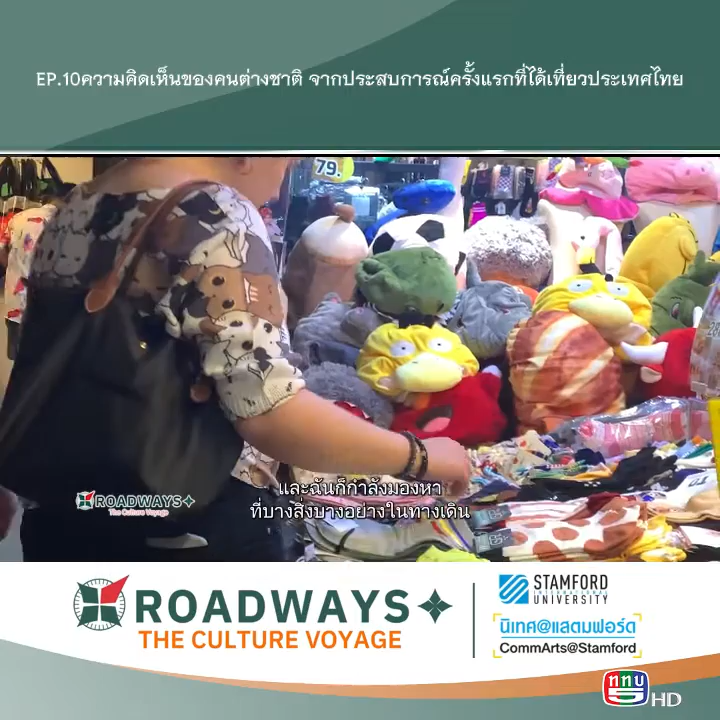 EP.10ความคิดเห็นของคนต่างชาติ จากประสบการณ์ครั้งแรกที่ได้เที่ยวประเทศไทย
79.
ROADWAYS
The Culture Voyage
และฉันก็กำลังมองหา
ที่บางสิ่งบางอย่างในทางเดิน
ROADWAYS
THE CULTURE VOYAGE
STAMFORD
INTERNATIONAL
UNIVERSITY
นิเทศ@แสตมฟอร์ด
CommArts@Stamford
ททบ
5 HD